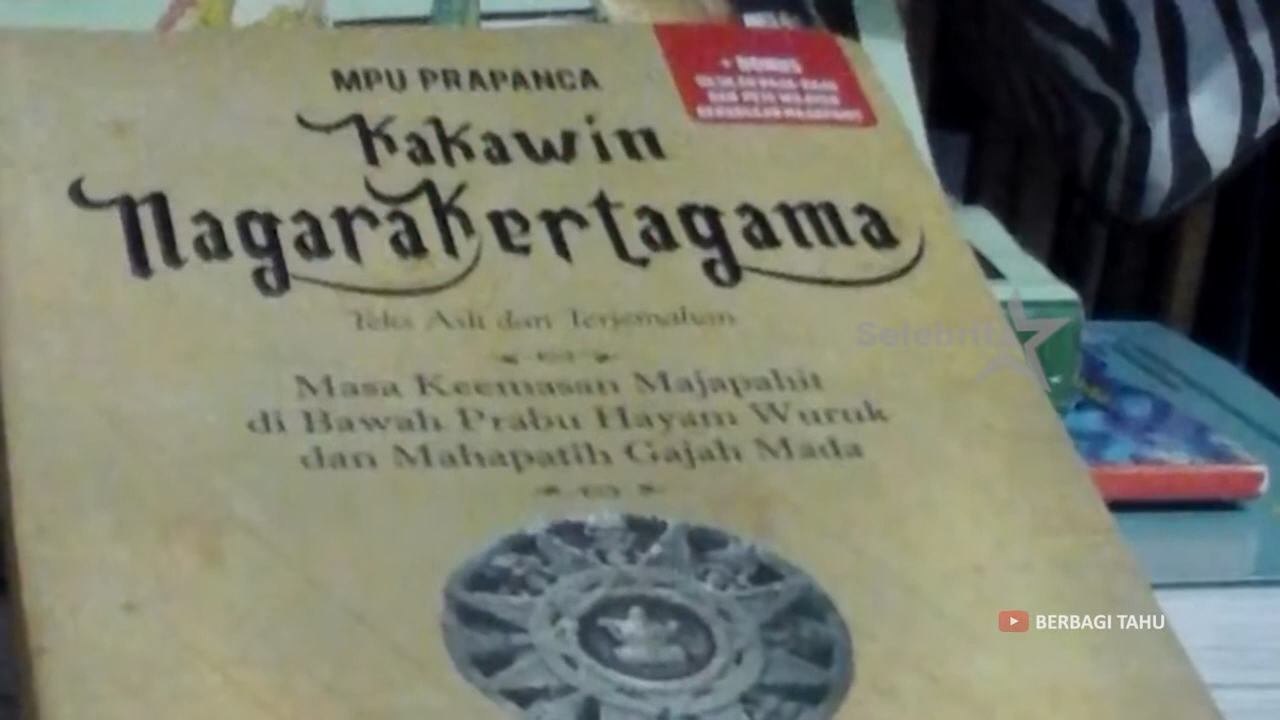 MPU PRAPANCA
+ BONUS
Kakawin
Nagarakertagama
Teks Asli dan Terjemahan
Masa Keemasan Majapahit
di Bawah Prabu Hayam Wuruk
dan Mahapatih Gajah Mada
Selebrita
BERBAGI TAHU